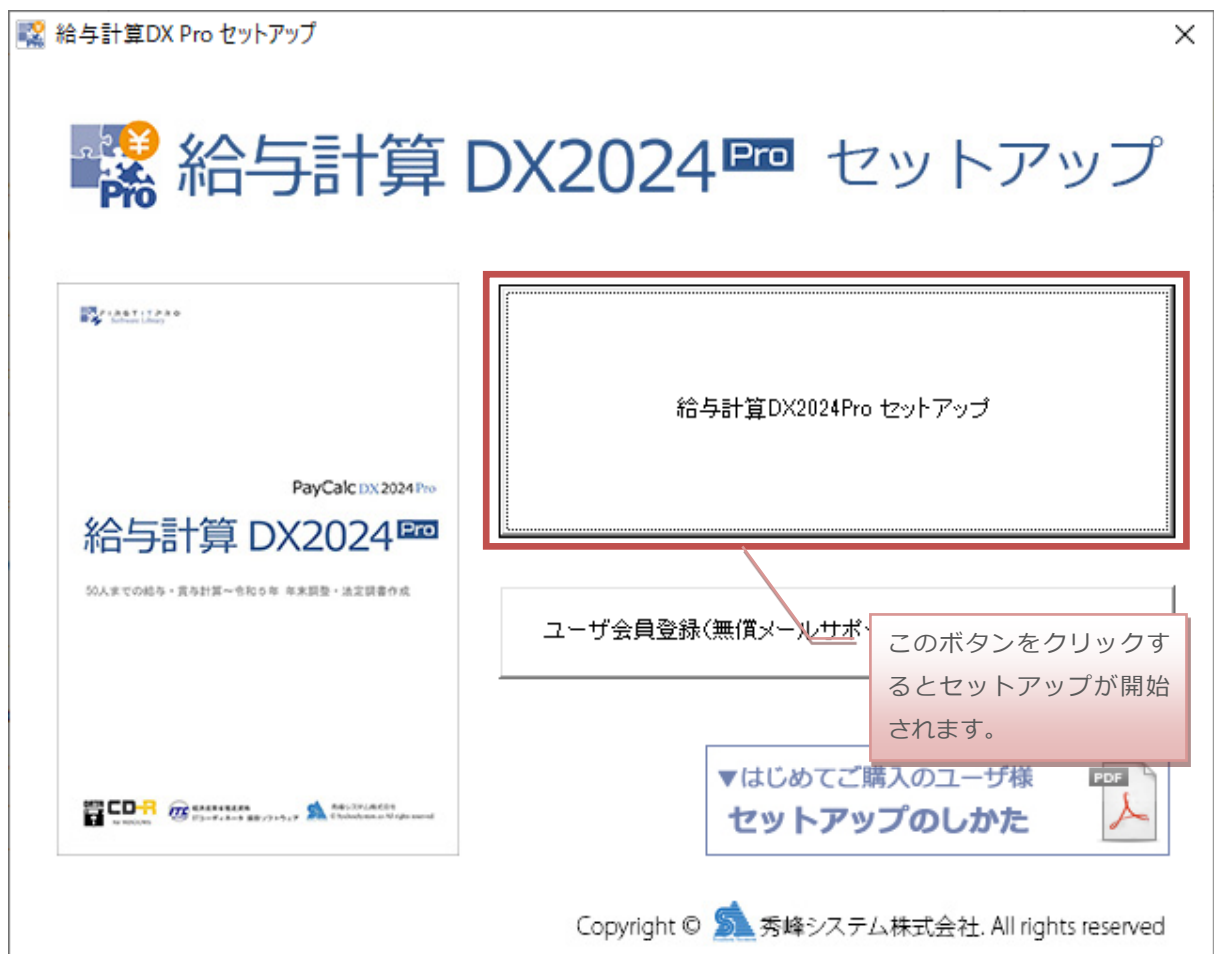 給与計算DX Pro セットアップ
¥
Pro
給与計算 DX2024 Pro セットアップ
FIRSTITPRO
Software Library
PayCalc DX 2024 Pro
給与計算 DX2024 Pro
50人までの給与・賞与計算～令和5年 年末調整・法定調書作成
CD-R
for WINDOWS
ITC
給与計算DX2024Pro セットアップ
ユーザ会員登録(無償メールサポ
このボタンをクリックす
るとセットアップが開始
されます。
▼はじめてご購入のユーザ様
セットアップのしかた
PDF
Copyright © 秀峰システム株式会社. All rights reserved